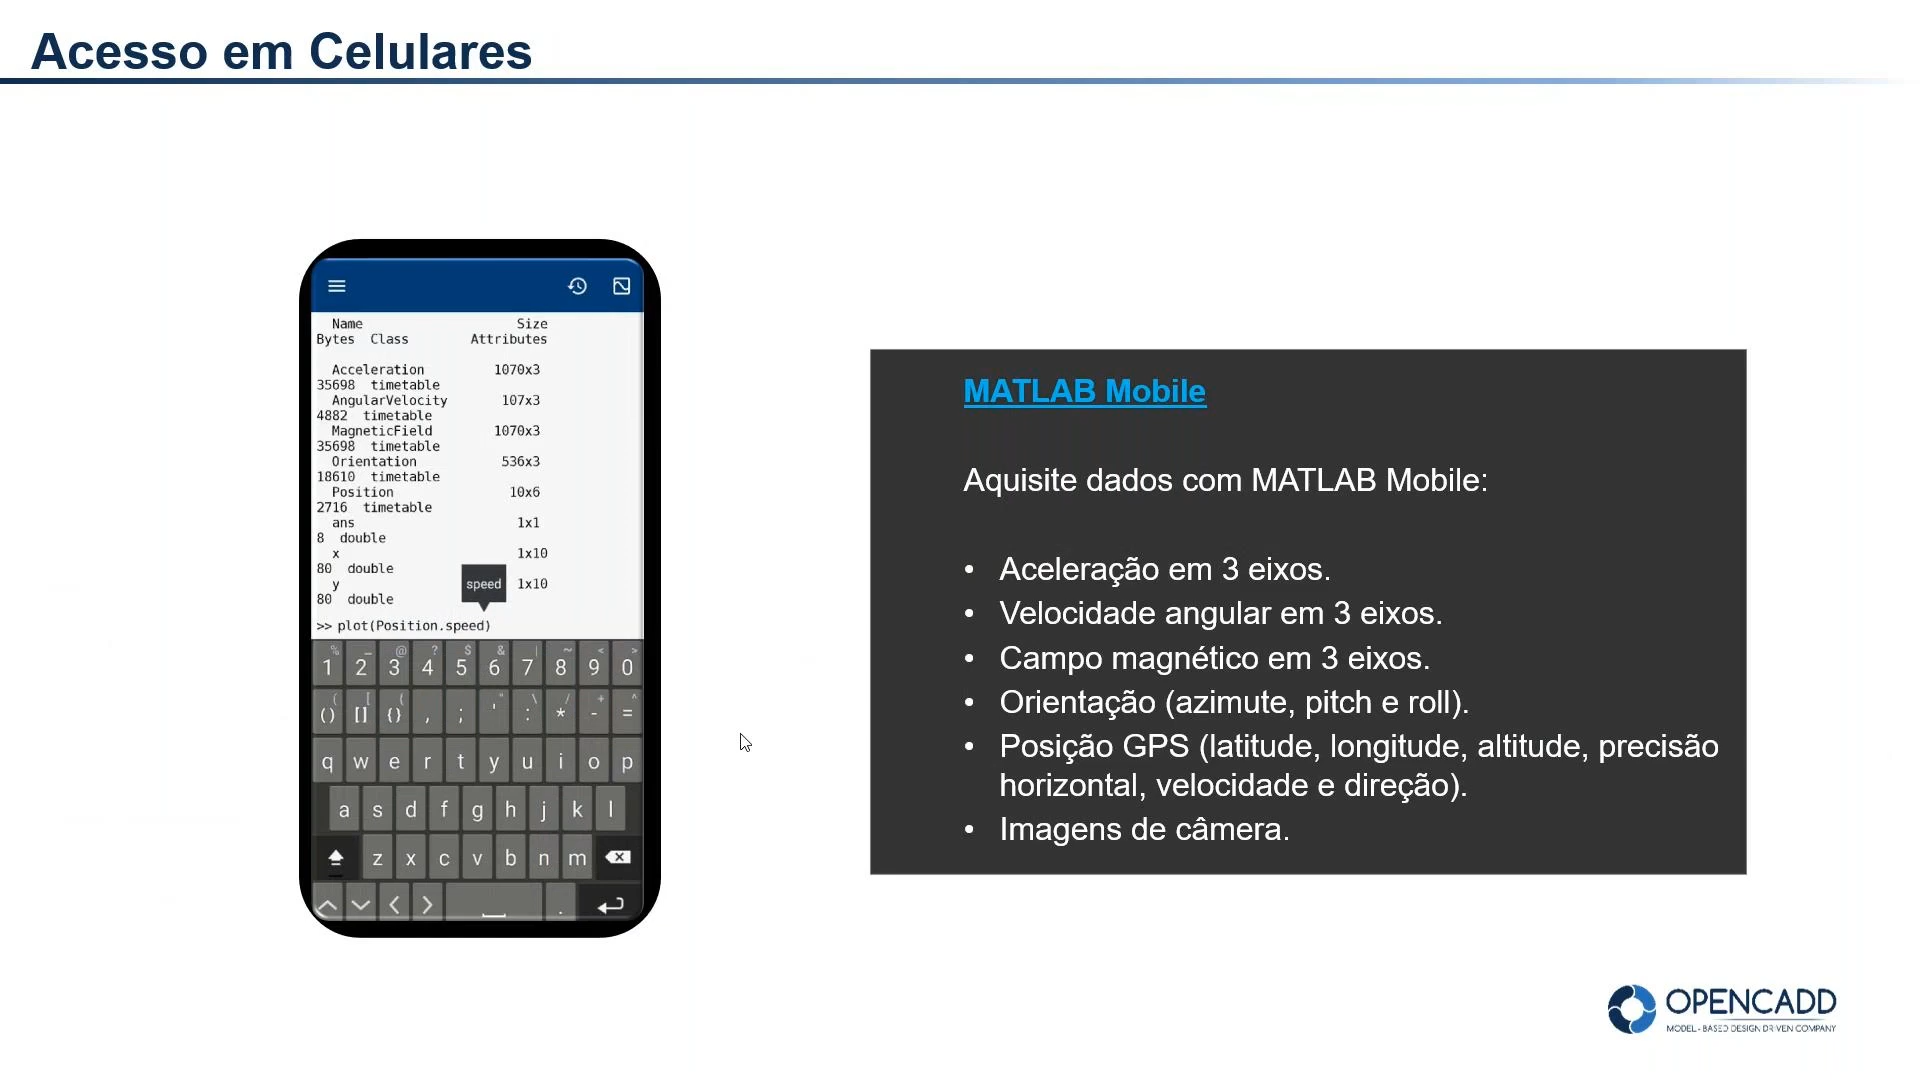 Acesso em Celulares
Name Size
Bytes Class Attributes
Acceleration 1070x3
35698 timetable
AngularVelocity 107x3
4882 timetable
MagneticField 1070x3
35698 timetable
Orientation 536x3
18610 timetable
Position 10x6
2716 timetable
ans 1x1
8 double
x 1x10
80 double
y 1x10
80 double
speed
>> plot(Position.speed)
% _ @ ? $ & | ~ < >
1 2 3 4 5 6 7 8 9 0
( [ { " \ / + ^
() [] {} , ; ' : * - =
q w e r t y u i o p
a s d f g h j k l
z x c v b n m
.
MATLAB Mobile
Aquisite dados com MATLAB Mobile:
• Aceleração em 3 eixos.
• Velocidade angular em 3 eixos.
• Campo magnético em 3 eixos.
• Orientação (azimute, pitch e roll).
• Posição GPS (latitude, longitude, altitude, precisão
horizontal, velocidade e direção).
• Imagens de câmera.
OPENCADD
MODEL-BASED DESIGN DRIVEN COMPANY